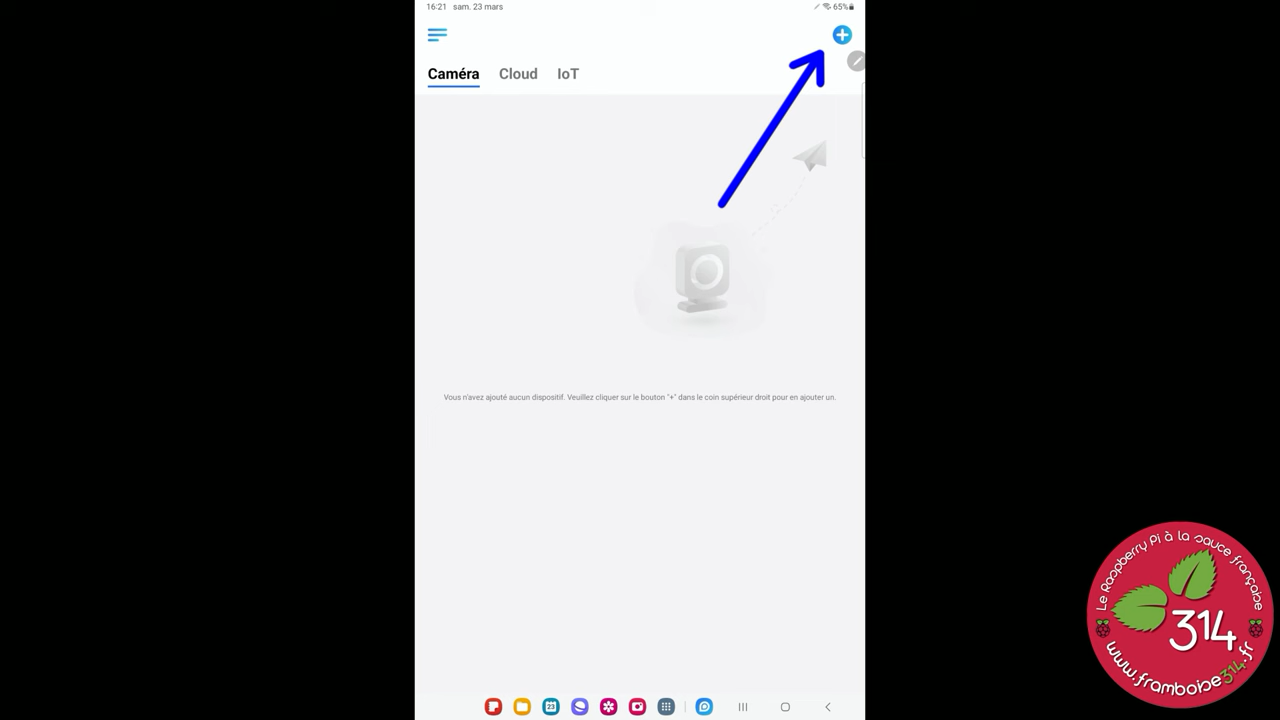 16:21 sam. 23 mars
65%
Caméra Cloud IoT
Vous n'avez ajouté aucun dispositif. Veuillez cliquer sur le bouton "+" dans le coin supérieur droit pour en ajouter un.
23
Le Raspberry Pi à la sauce française
314
www.framboise314.fr